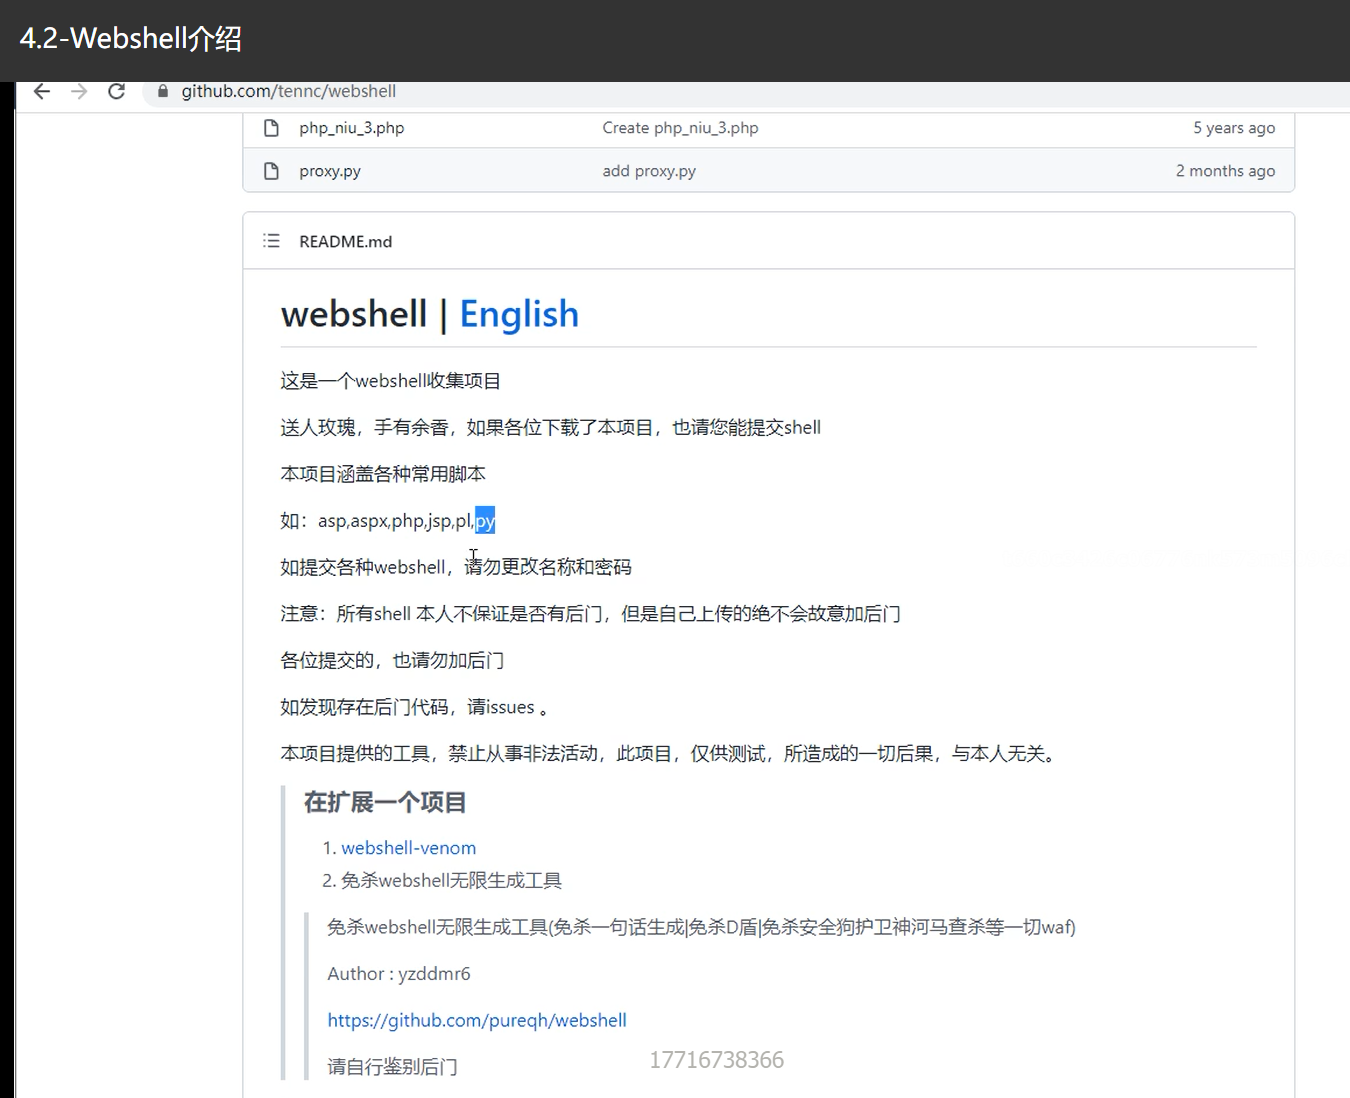 4.2-Webshell介绍
github.com/tennc/webshell
php_niu_3.php Create php_niu_3.php 5 years ago
proxy.py add proxy.py 2 months ago
README.md
webshell | English
这是一个webshell收集项目
送人玫瑰，手有余香，如果各位下载了本项目，也请您能提交shell
本项目涵盖各种常用脚本
如：asp,aspx,php,jsp,pl,py
如提交各种webshell，请勿更改名称和密码
注意：所有shell 本人不保证是否有后门，但是自己上传的绝不会故意加后门
各位提交的，也请勿加后门
如发现存在后门代码，请issues 。
本项目提供的工具，禁止从事非法活动，此项目，仅供测试，所造成的一切后果，与本人无关。
在扩展一个项目
1. webshell-venom
2. 免杀webshell无限生成工具
免杀webshell无限生成工具(免杀一句话生成|免杀D盾|免杀安全狗护卫神河马查杀等一切waf)
Author : yzddmr6
https://github.com/pureqh/webshell
请自行鉴别后门
17716738366